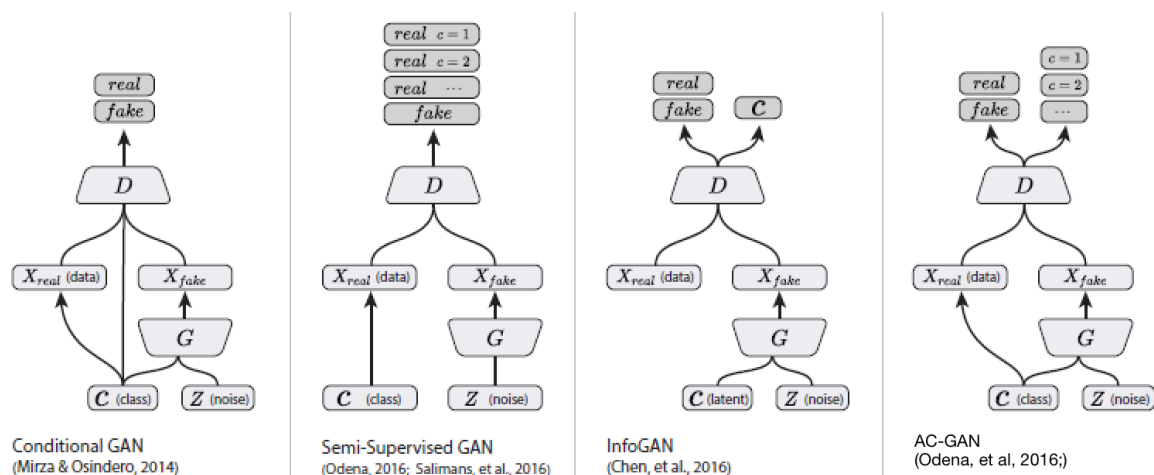 real
fake
D
X_real (data)
X_fake
G
C (class)
Z (noise)
Conditional GAN
(Mirza & Osindero, 2014)
real c = 1
real c = 2
real ...
fake
D
X_real (data)
X_fake
G
C (class)
Z (noise)
Semi-Supervised GAN
(Odena, 2016; Salimans, et al., 2016)
real
fake
C
D
X_real (data)
X_fake
G
C (latent)
Z (noise)
InfoGAN
(Chen, et al., 2016)
real
fake
c = 1
c = 2
...
D
X_real (data)
X_fake
G
C (class)
Z (noise)
AC-GAN
(Odena, et al, 2016;)